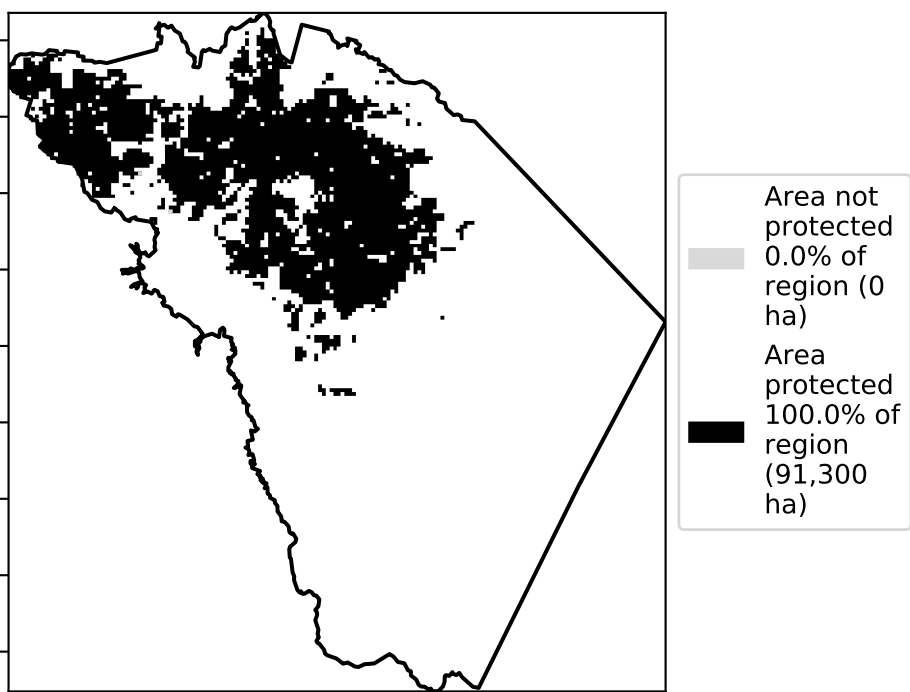 Area not
protected
0.0% of
region (0
ha)
Area
protected
100.0% of
region
(91,300
ha)